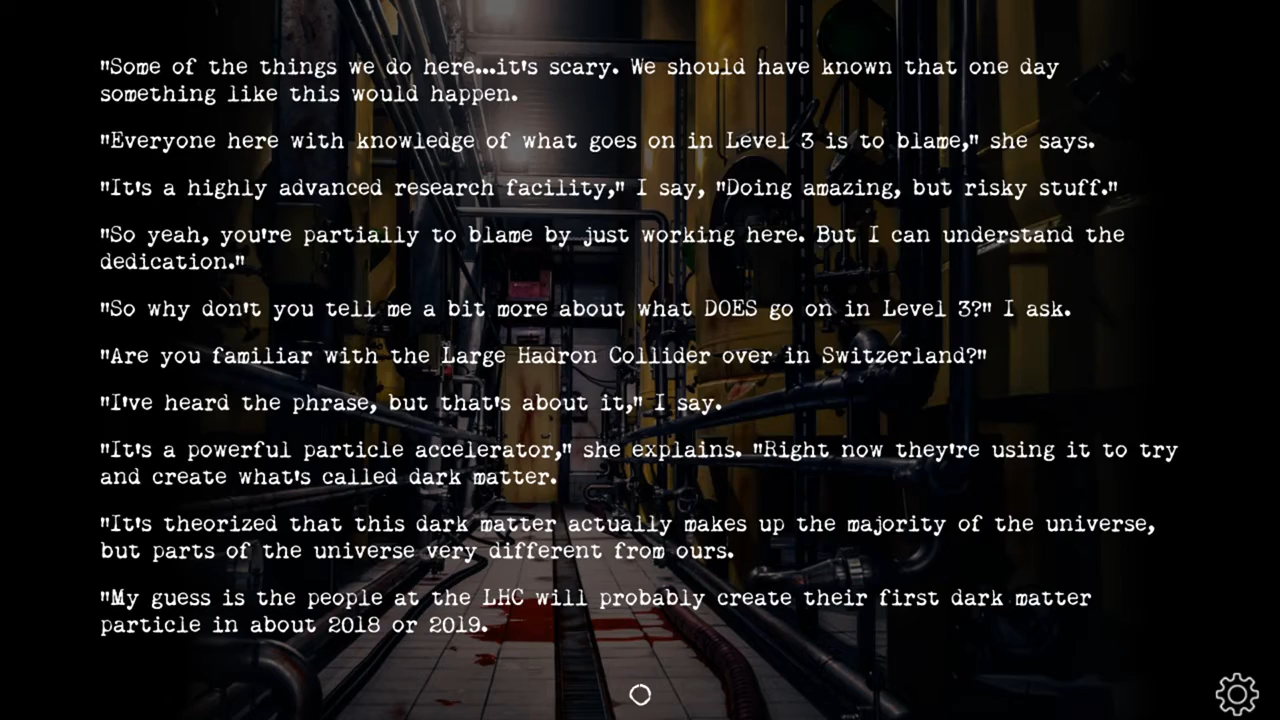 "Some of the things we do here...it's scary. We should have known that one day
something like this would happen.
"Everyone here with knowledge of what goes on in Level 3 is to blame," she says.
"It's a highly advanced research facility," I say, "Doing amazing, but risky stuff."
"So yeah, you're partially to blame by just working here. But I can understand the
dedication."
"So why don't you tell me a bit more about what DOES go on in Level 3?" I ask.
"Are you familiar with the Large Hadron Collider over in Switzerland?"
"I've heard the phrase, but that's about it," I say.
"It's a powerful particle accelerator," she explains. "Right now they're using it to try
and create what's called dark matter.
"It's theorized that this dark matter actually makes up the majority of the universe,
but parts of the universe very different from ours.
"My guess is the people at the LHC will probably create their first dark matter
particle in about 2018 or 2019.